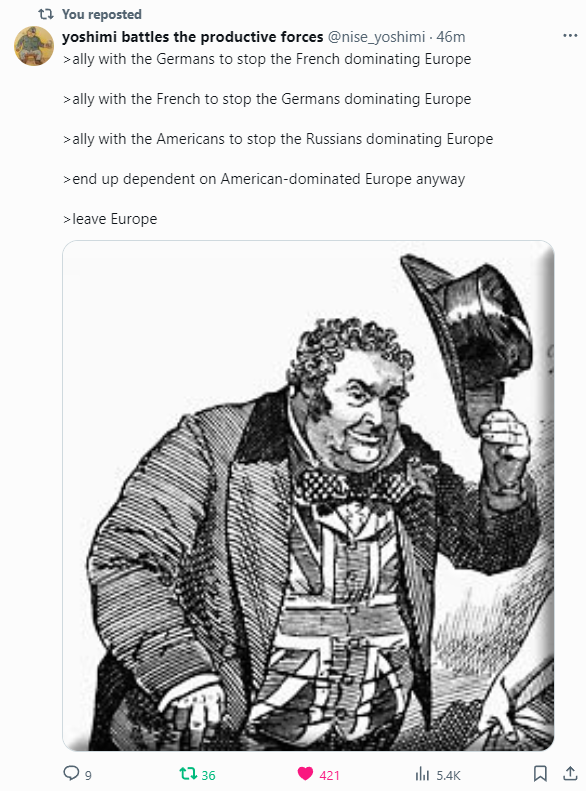 You reposted
yoshimi battles the productive forces @nise_yoshimi · 46m
>ally with the Germans to stop the French dominating Europe
>ally with the French to stop the Germans dominating Europe
>ally with the Americans to stop the Russians dominating Europe
>end up dependent on American-dominated Europe anyway
>leave Europe
9 36 421 5.4K